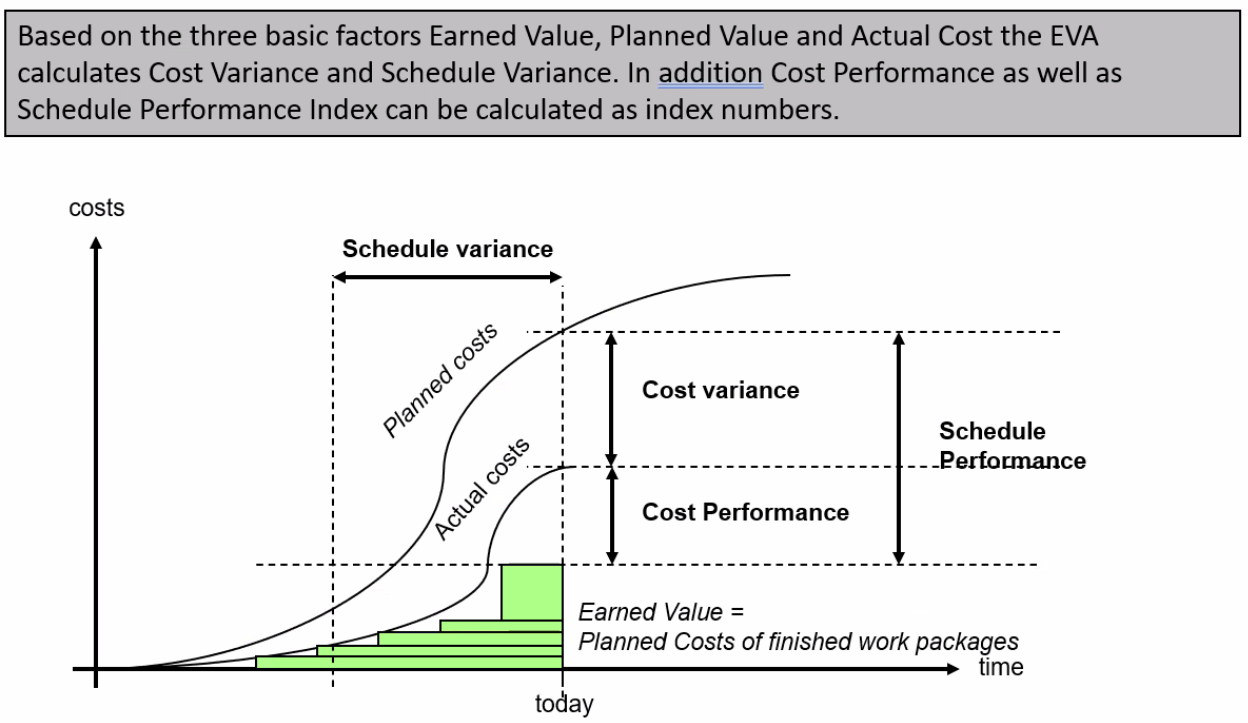 Based on the three basic factors Earned Value, Planned Value and Actual Cost the EVA
calculates Cost Variance and Schedule Variance. In addition Cost Performance as well as
Schedule Performance Index can be calculated as index numbers.
costs
Schedule variance
Planned costs
Cost variance
Schedule
Performance
Actual costs
Cost Performance
Earned Value =
Planned Costs of finished work packages
time
today